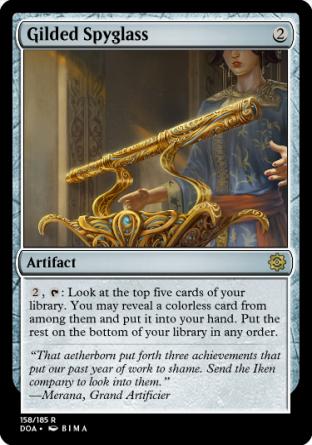 Gilded Spyglass 2
Artifact
2, T: Look at the top five cards of your
library. You may reveal a colorless card from
among them and put it into your hand. Put the
rest on the bottom of your library in any order.
“That aetherborn put forth three achievements that
put our past year of work to shame. Send the Iken
company to look into them.”
—Merana, Grand Artificier
158/185 R
DOA • BIMA